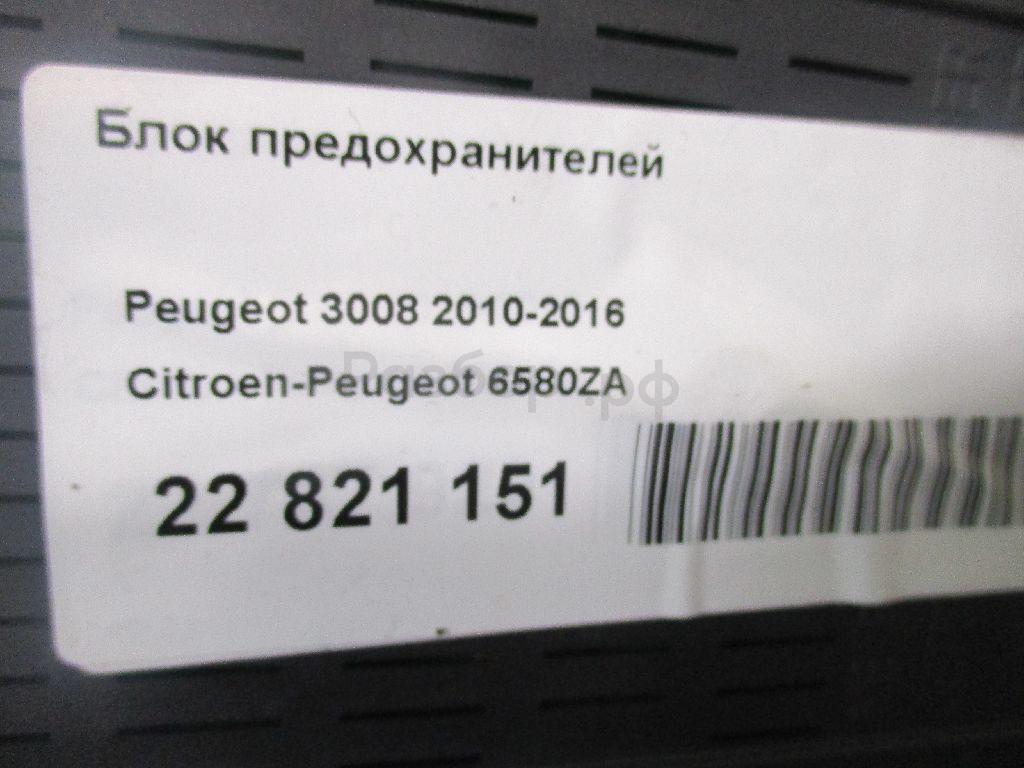 Блок предохранителей
Peugeot 3008 2010-2016
Citroen-Peugeot 6580ZA
22 821 151